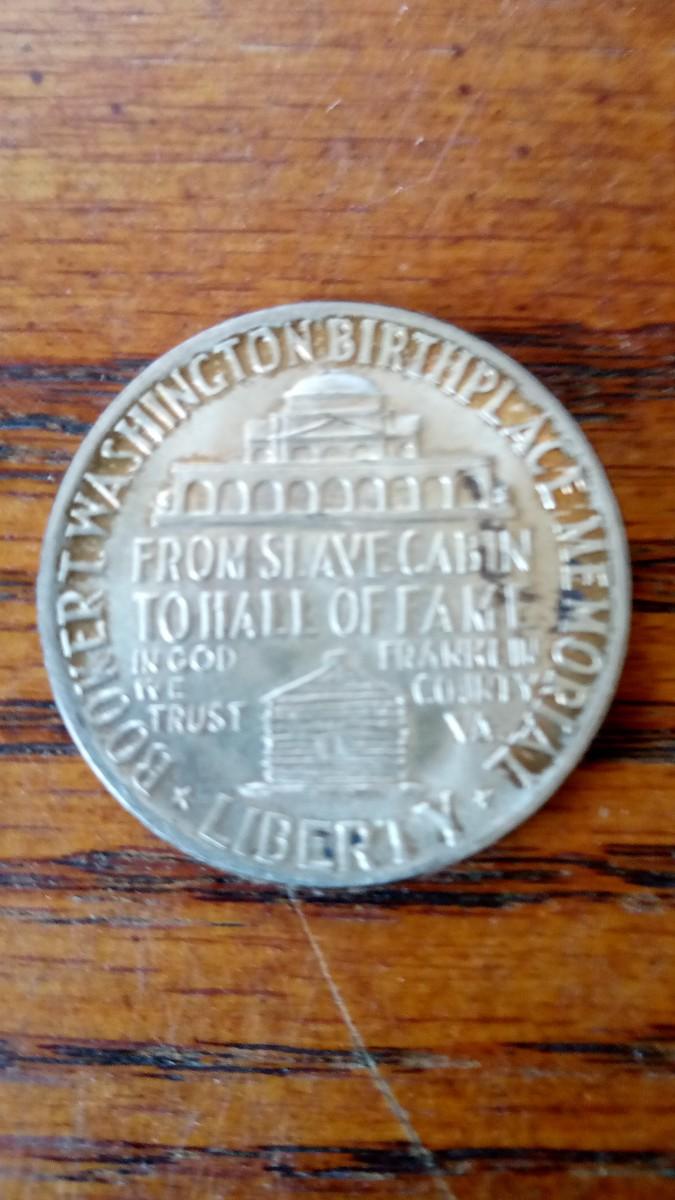 BOOKER T. WASHINGTON BIRTHPLACE MEMORIAL
FROM SLAVE CABIN
TO HALL OF FAME
IN GOD
WE
TRUST
FRANKLIN
COUNTY,
VA.
LIBERTY